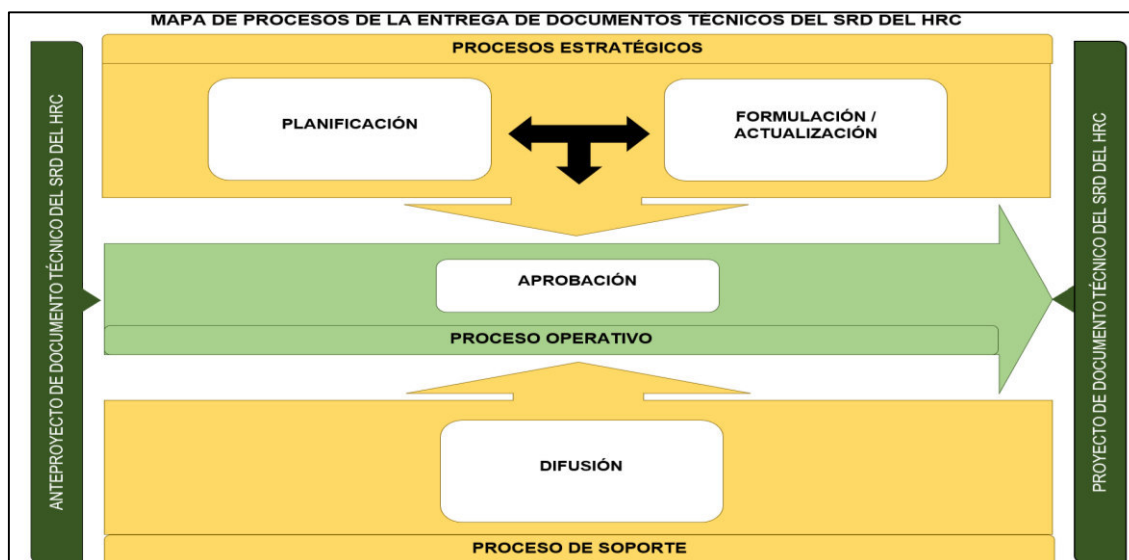 MAPA DE PROCESOS DE LA ENTREGA DE DOCUMENTOS TÉCNICOS DEL SRD DEL HRC
PROCESOS ESTRATÉGICOS
PLANIFICACIÓN
FORMULACIÓN /
ACTUALIZACIÓN
ANTEPROYECTO DE DOCUMENTO TÉCNICO DEL SRD DEL HRC
APROBACIÓN
PROCESO OPERATIVO
DIFUSIÓN
PROCESO DE SOPORTE
PROYECTO DE DOCUMENTO TÉCNICO DEL SRD DEL HRC